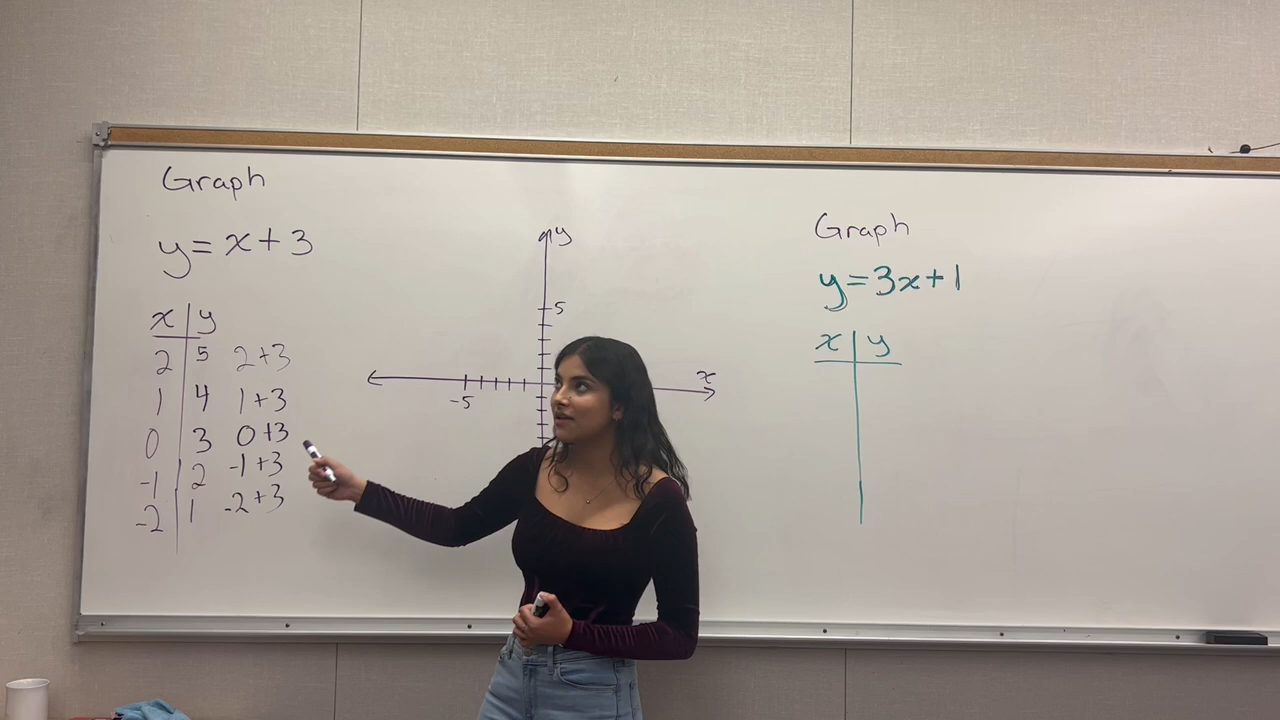 Graph
y = x + 3
x y
2 5 2+3
1 4 1+3
0 3 0+3
-1 2 -1+3
-2 1 -2+3
y
5
x
-5
Graph
y = 3x+1
x y